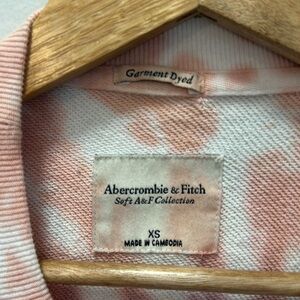 Garment Dyed
Abercrombie & Fitch
Soft A&F Collection
XS
MADE IN CAMBODIA